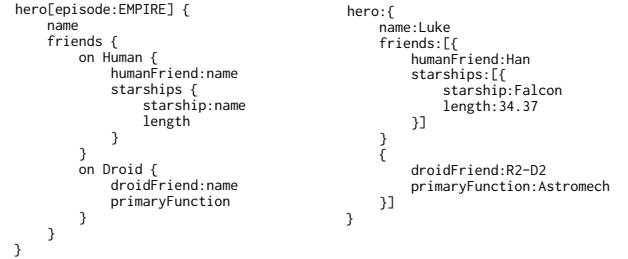 hero[episode:EMPIRE] {
    name
    friends {
        on Human {
            humanFriend:name
            starships {
                starship:name
                length
            }
        }
        on Droid {
            droidFriend:name
            primaryFunction
        }
    }
}
hero:{
    name:Luke
    friends:[{
        humanFriend:Han
        starships:[{
            starship:Falcon
            length:34.37
        }]
    }
    {
        droidFriend:R2-D2
        primaryFunction:Astromech
    }]
}